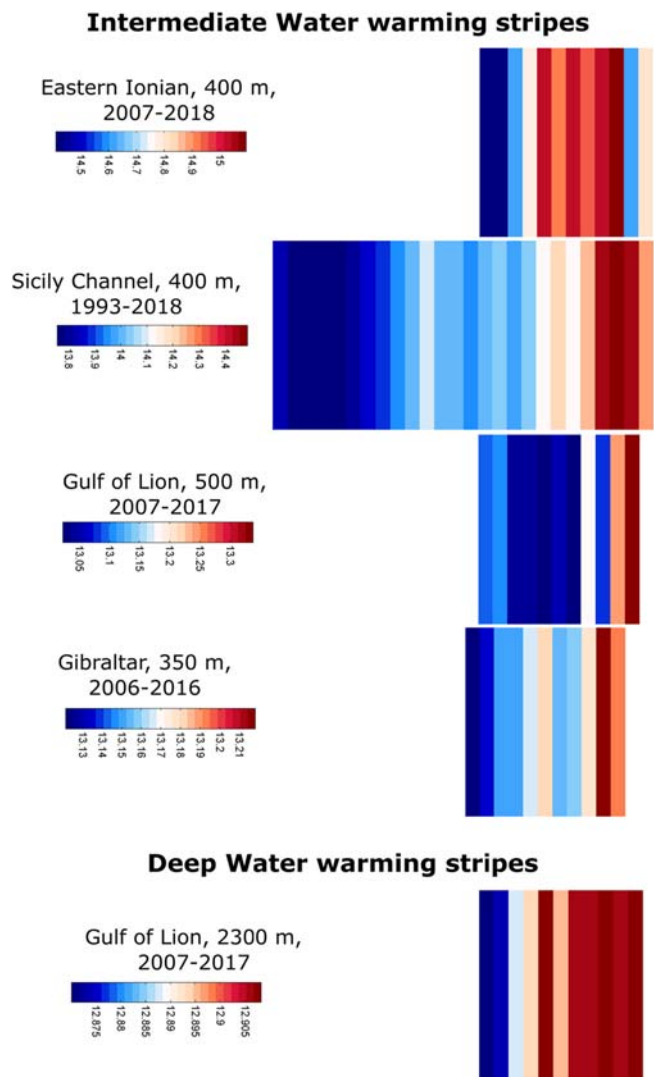 Intermediate Water warming stripes
Eastern Ionian, 400 m,
2007-2018
14.5 14.6 14.7 14.8 14.9 15
Sicily Channel, 400 m,
1993-2018
13.8 13.9 14 14.1 14.2 14.3 14.4
Gulf of Lion, 500 m,
2007-2017
13.05 13.1 13.15 13.2 13.25 13.3
Gibraltar, 350 m,
2006-2016
13.13 13.14 13.15 13.16 13.17 13.18 13.19 13.2 13.21
Deep Water warming stripes
Gulf of Lion, 2300 m,
2007-2017
12.875 12.88 12.885 12.89 12.895 12.9 12.905